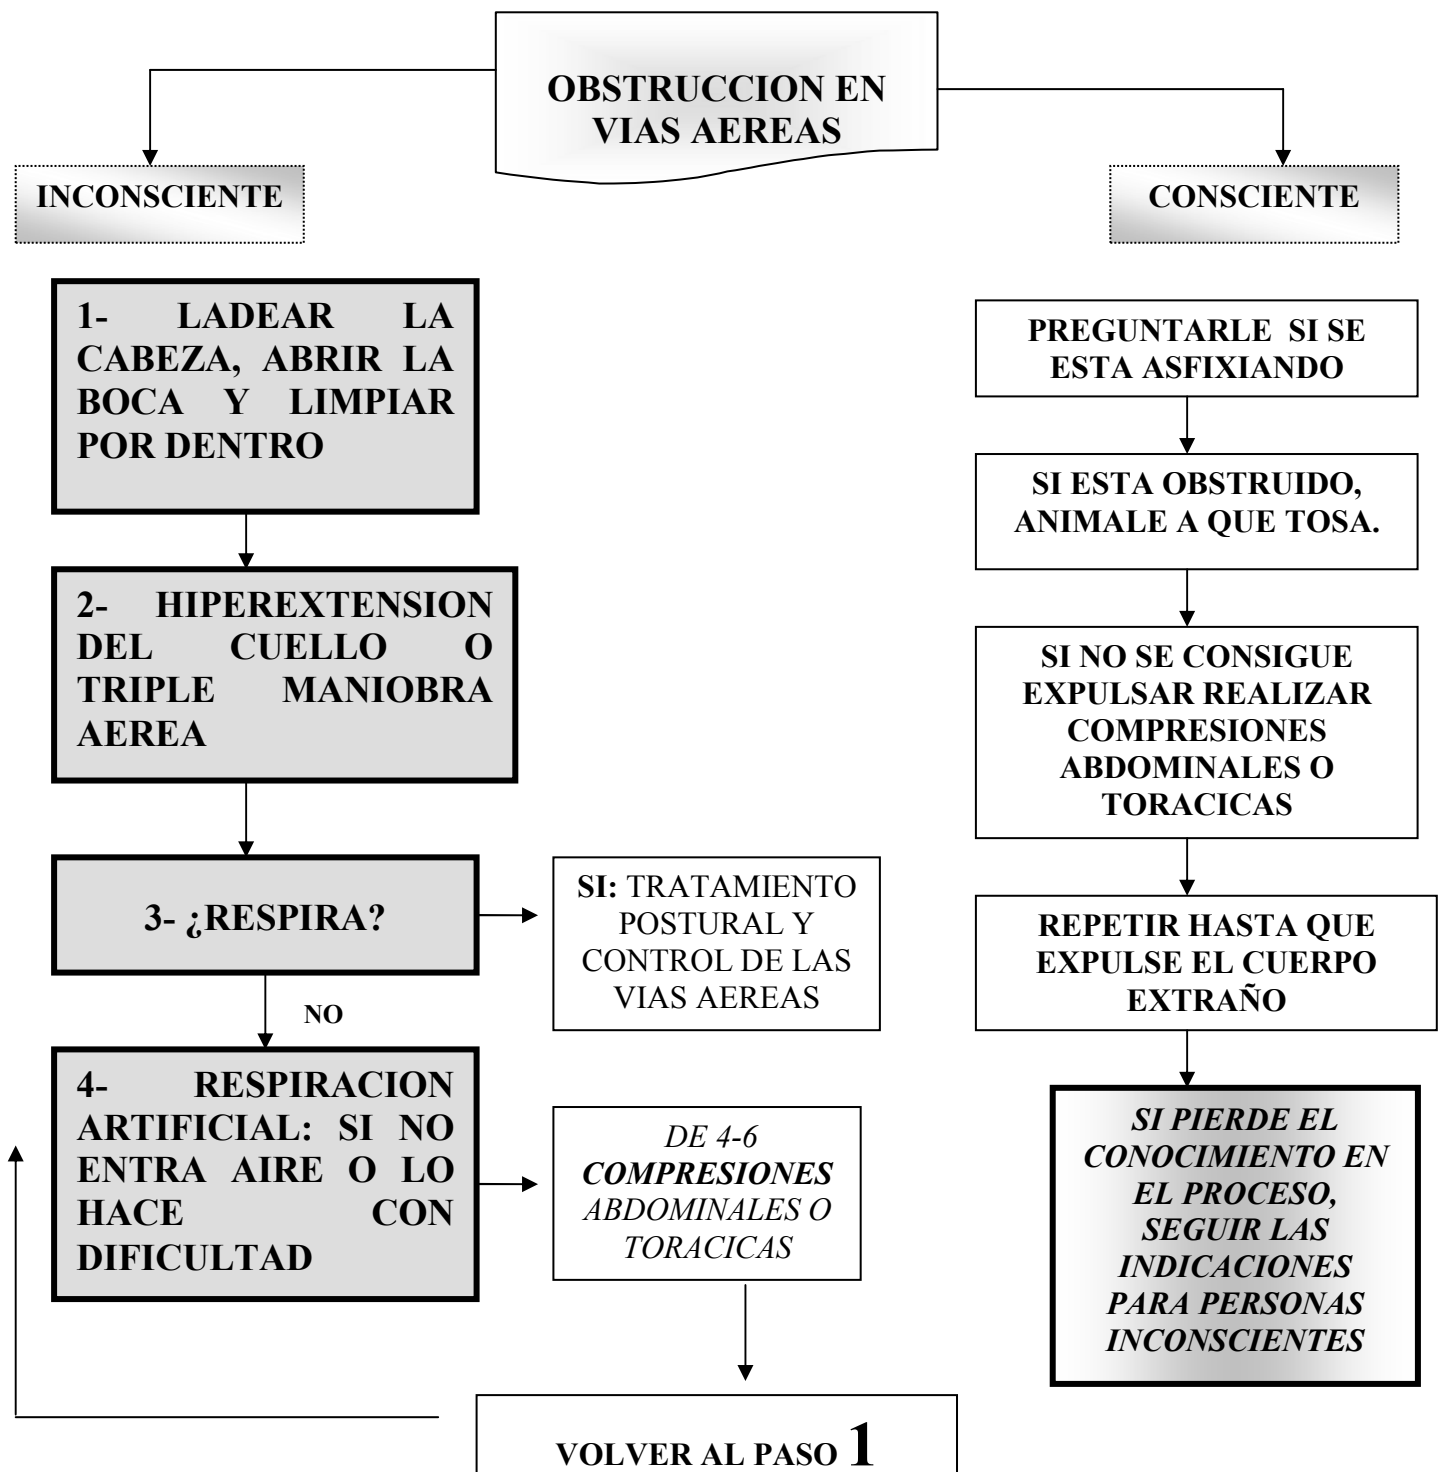 OBSTRUCCION EN
VIAS AEREAS
INCONSCIENTE
CONSCIENTE
1- LADEAR LA
CABEZA, ABRIR LA
BOCA Y LIMPIAR
POR DENTRO
2- HIPEREXTENSION
DEL CUELLO O
TRIPLE MANIOBRA
AEREA
3- ¿RESPIRA?
SI: TRATAMIENTO
POSTURAL Y
CONTROL DE LAS
VIAS AEREAS
NO
4- RESPIRACION
ARTIFICIAL: SI NO
ENTRA AIRE O LO
HACE CON
DIFICULTAD
DE 4-6
COMPRESIONES
ABDOMINALES O
TORACICAS
VOLVER AL PASO 1
PREGUNTARLE SI SE
ESTA ASFIXIANDO
SI ESTA OBSTRUIDO,
ANIMALE A QUE TOSA.
SI NO SE CONSIGUE
EXPULSAR REALIZAR
COMPRESIONES
ABDOMINALES O
TORACICAS
REPETIR HASTA QUE
EXPULSE EL CUERPO
EXTRAÑO
SI PIERDE EL
CONOCIMIENTO EN
EL PROCESO,
SEGUIR LAS
INDICACIONES
PARA PERSONAS
INCONSCIENTES